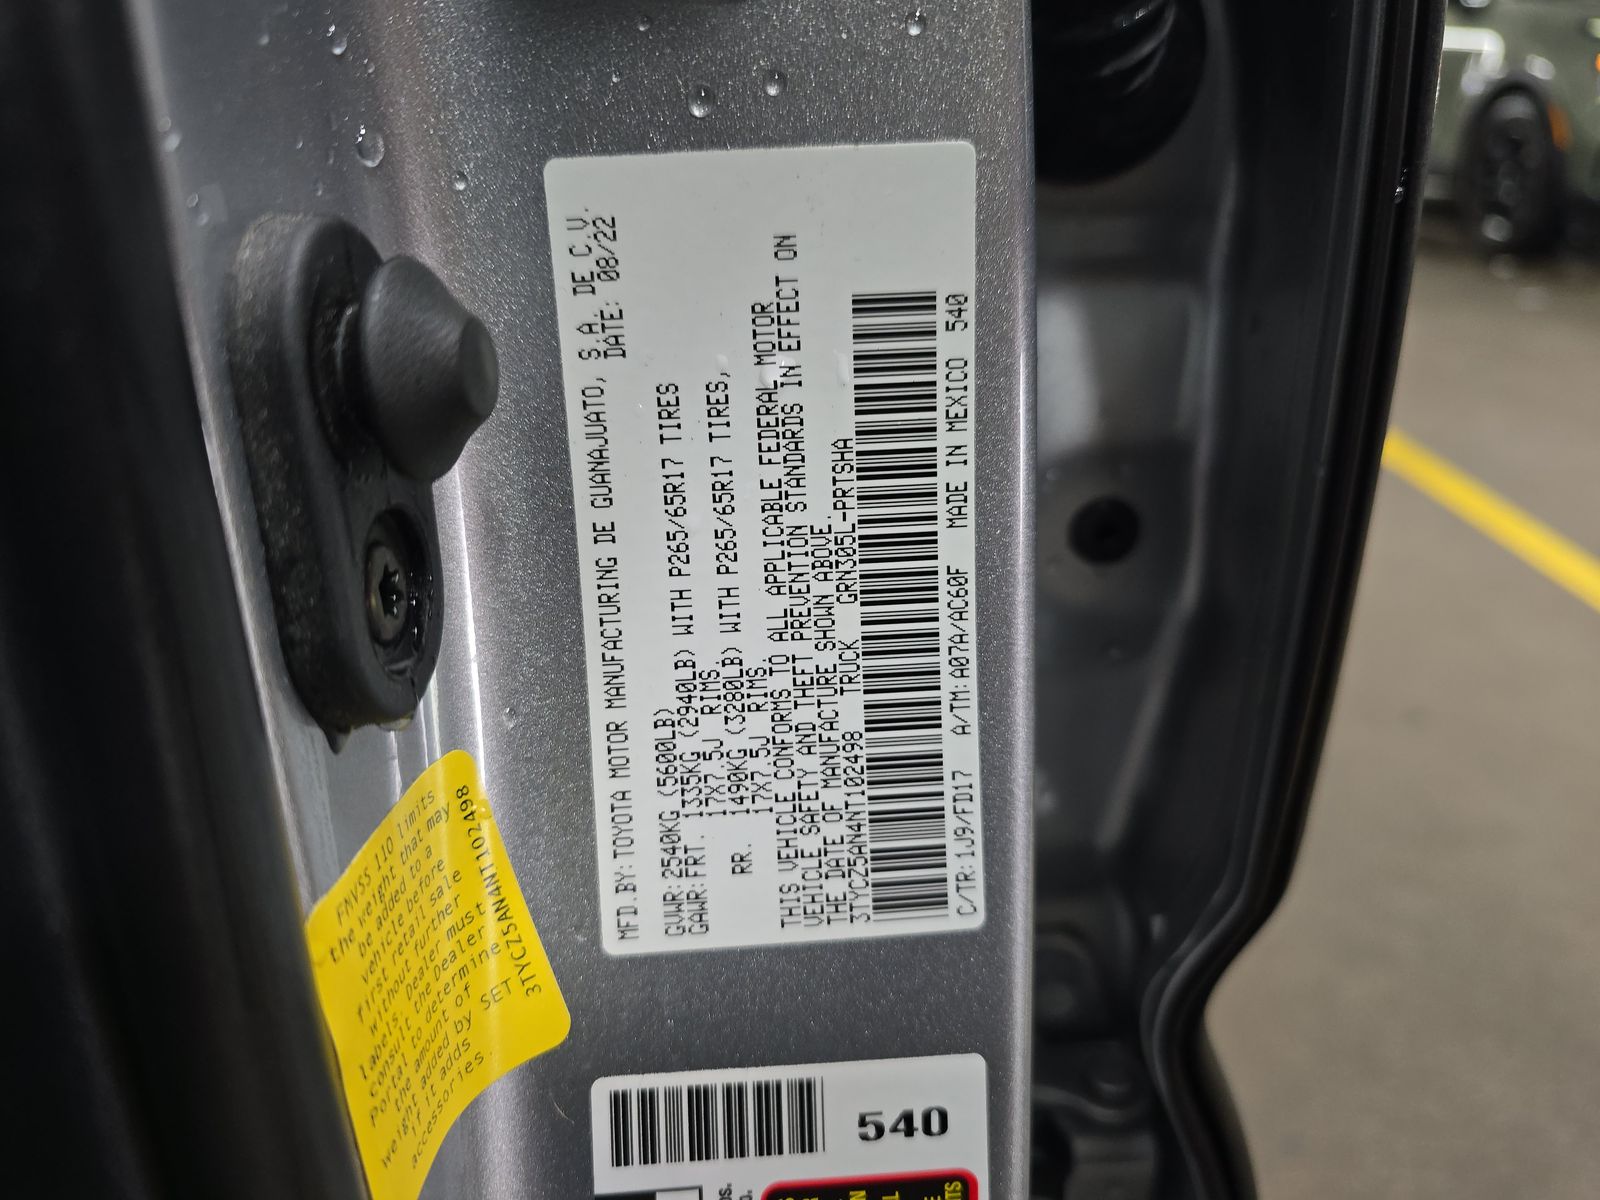 MFD.BY:TOYOTA MOTOR MANUFACTURING DE GUANAJUATO, S.A. DE C.V.
DATE: 08/22
GVWR:2540KG (5600LB)
GAWR:FRT. 1335KG (2940LB) WITH P265/65R17 TIRES
17X7.5J RIMS.
RR. 1490KG (3280LB) WITH P265/65R17 TIRES,
17X7.5J RIMS.
THIS VEHICLE CONFORMS TO ALL APPLICABLE FEDERAL MOTOR
VEHICLE SAFETY AND THEFT PREVENTION STANDARDS IN EFFECT ON
THE DATE OF MANUFACTURE SHOWN ABOVE.
3TYCZ5AN4NT102498 TRUCK GRN305L-PRTSHA
C/TR:1J9/FD17 A/TM:A07A/AC60F MADE IN MEXICO 540
FNVSS 110 limits
the weight that may
be added to a
vehicle before
first retail sale
without further
labels. Dealer must
consult the Dealer
Portal to determine
the amount of
weight added by SET
if it adds
accessories.
3TYCZ5AN4NT102498
540